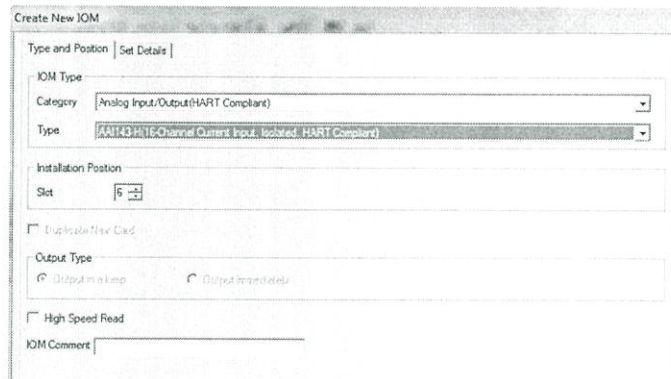 Create New IOM
Type and Position Set Details
IOM Type
Category Analog Input/Output(HART Compliant)
Type AAI143-H(16-Channel Current Input, Isolated, HART Compliant)
Installation Position
Slot 6
Duplicate Next Card
Output Type
Output in a lump Output immediately
High Speed Read
IOM Comment